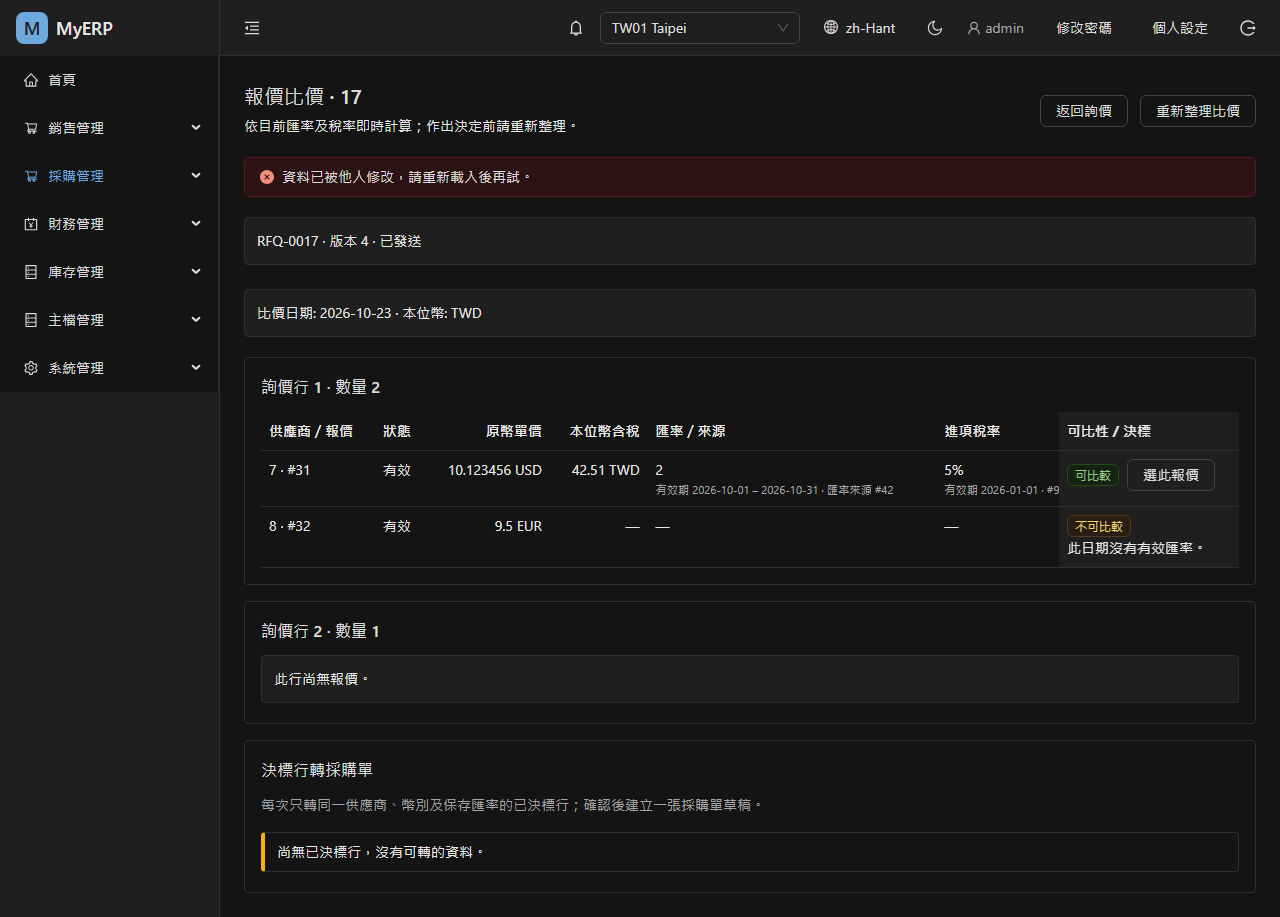 M MyERP
TW01 Taipei
zh-Hant
admin
修改密碼
個人設定
首頁
銷售管理
採購管理
財務管理
庫存管理
主檔管理
系統管理
報價比價 · 17
依目前匯率及稅率即時計算；作出決定前請重新整理。
返回詢價
重新整理比價
資料已被他人修改，請重新載入後再試。
RFQ-0017 · 版本 4 · 已發送
比價日期: 2026-10-23 · 本位幣: TWD
詢價行 1 · 數量 2
供應商 / 報價 狀態 原幣單價 本位幣含稅 匯率 / 來源 進項稅率 可比性 / 決標
7 · #31 有效 10.123456 USD 42.51 TWD 2 5% 可比較 選此報價
有效期 2026-10-01 – 2026-10-31 · 匯率來源 #42 有效期 2026-01-01 · #9
8 · #32 有效 9.5 EUR — — — 不可比較
此日期沒有有效匯率。
詢價行 2 · 數量 1
此行尚無報價。
決標行轉採購單
每次只轉同一供應商、幣別及保存匯率的已決標行；確認後建立一張採購單草稿。
尚無已決標行，沒有可轉的資料。